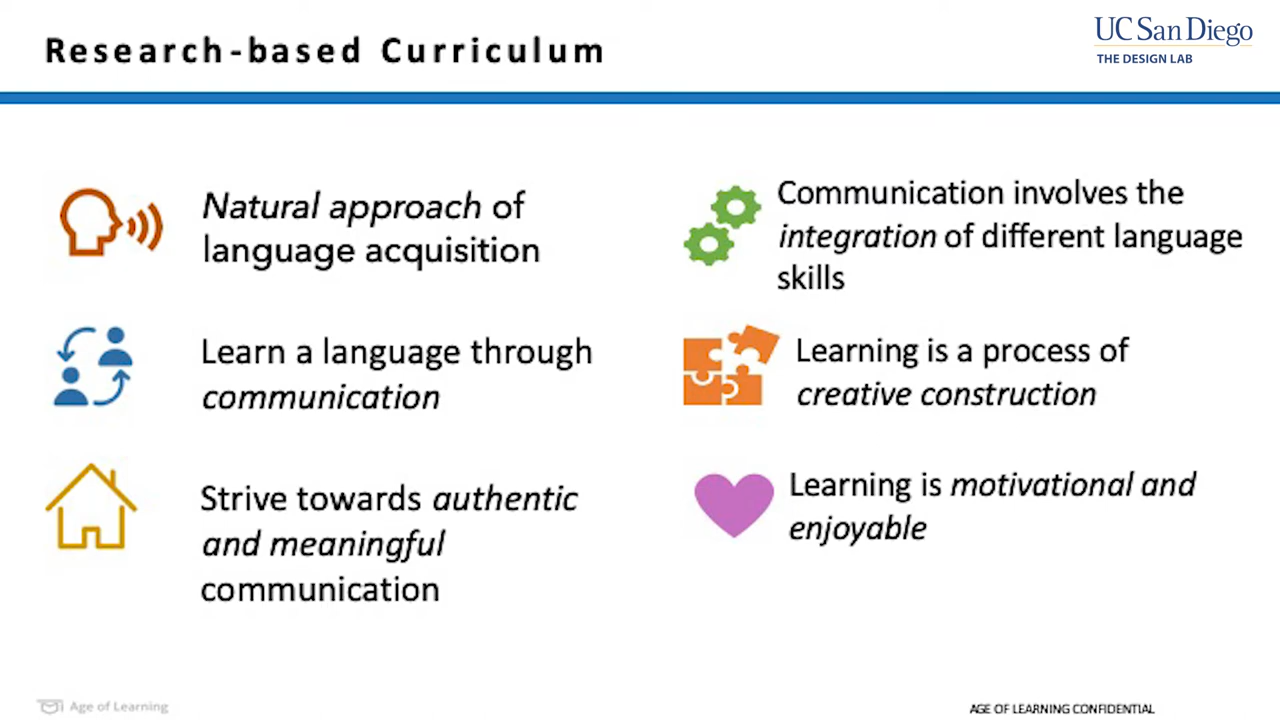 Research-based Curriculum
UC San Diego
THE DESIGN LAB
Natural approach of
language acquisition
Learn a language through
communication
Strive towards authentic
and meaningful
communication
Communication involves the
integration of different language
skills
Learning is a process of
creative construction
Learning is motivational and
enjoyable
Age of Learning
AGE OF LEARNING CONFIDENTIAL